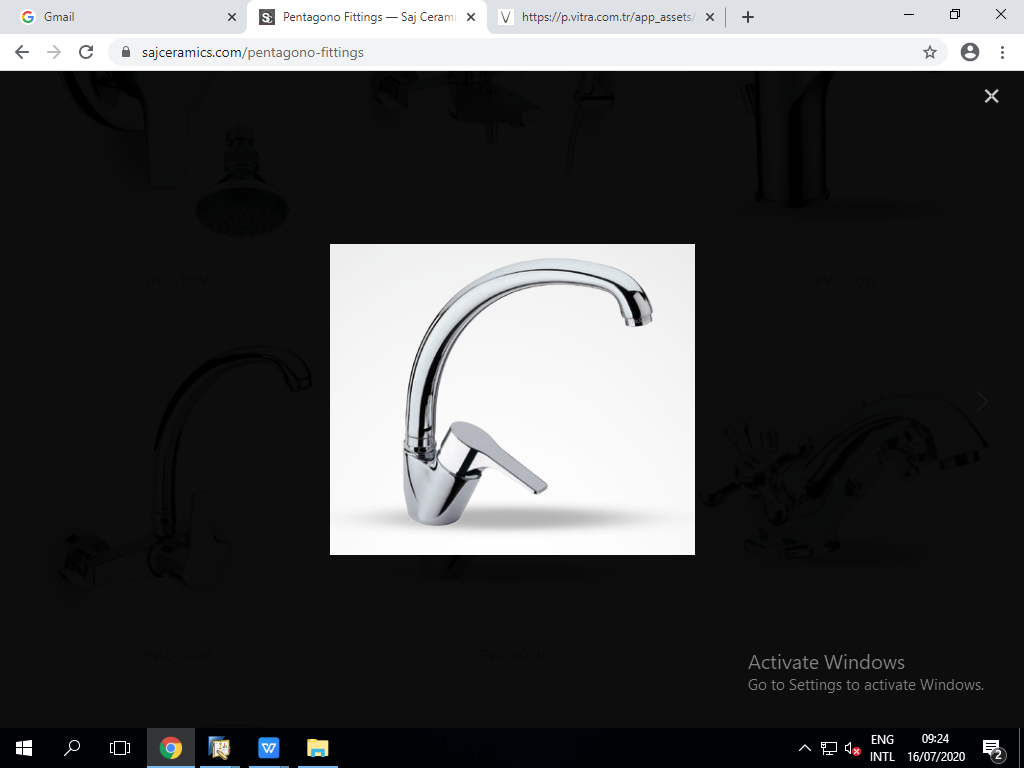 Gmail
Pentagono Fittings — Saj Cerami
https://p.vitra.com.tr/app_assets/
sajceramics.com/pentagono-fittings
Activate Windows
Go to Settings to activate Windows.
ENG
INTL
09:24
16/07/2020
2